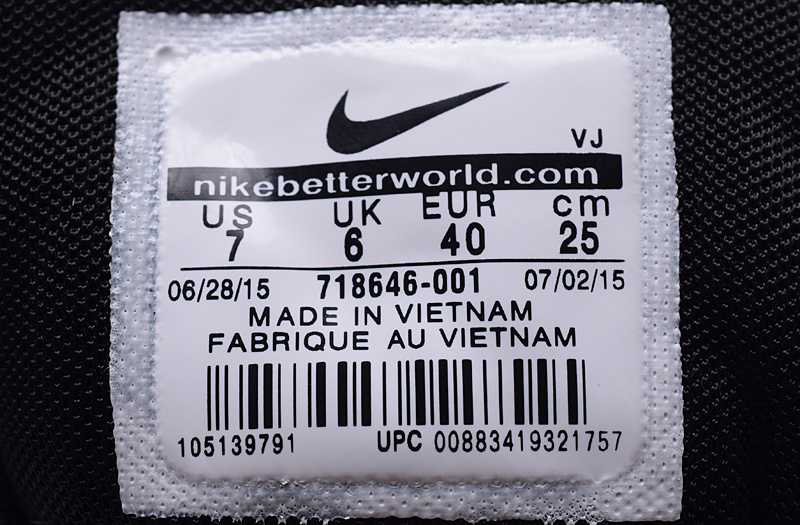 VJ
nikebetterworld.com
US UK EUR cm
7 6 40 25
06/28/15 718646-001 07/02/15
MADE IN VIETNAM
FABRIQUE AU VIETNAM
105139791 UPC 00883419321757